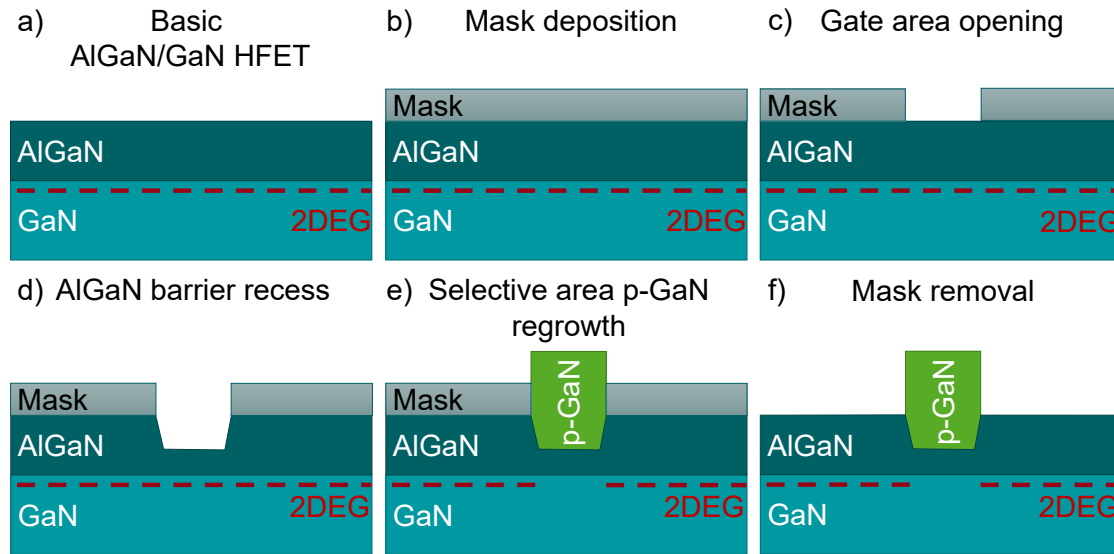 a) Basic
AlGaN/GaN HFET
AlGaN
GaN
2DEG
b) Mask deposition
Mask
AlGaN
GaN
2DEG
c) Gate area opening
Mask
AlGaN
GaN
2DEG
d) AlGaN barrier recess
Mask
AlGaN
GaN
2DEG
e) Selective area p-GaN
regrowth
p-GaN
Mask
AlGaN
GaN
2DEG
f) Mask removal
p-GaN
AlGaN
GaN
2DEG